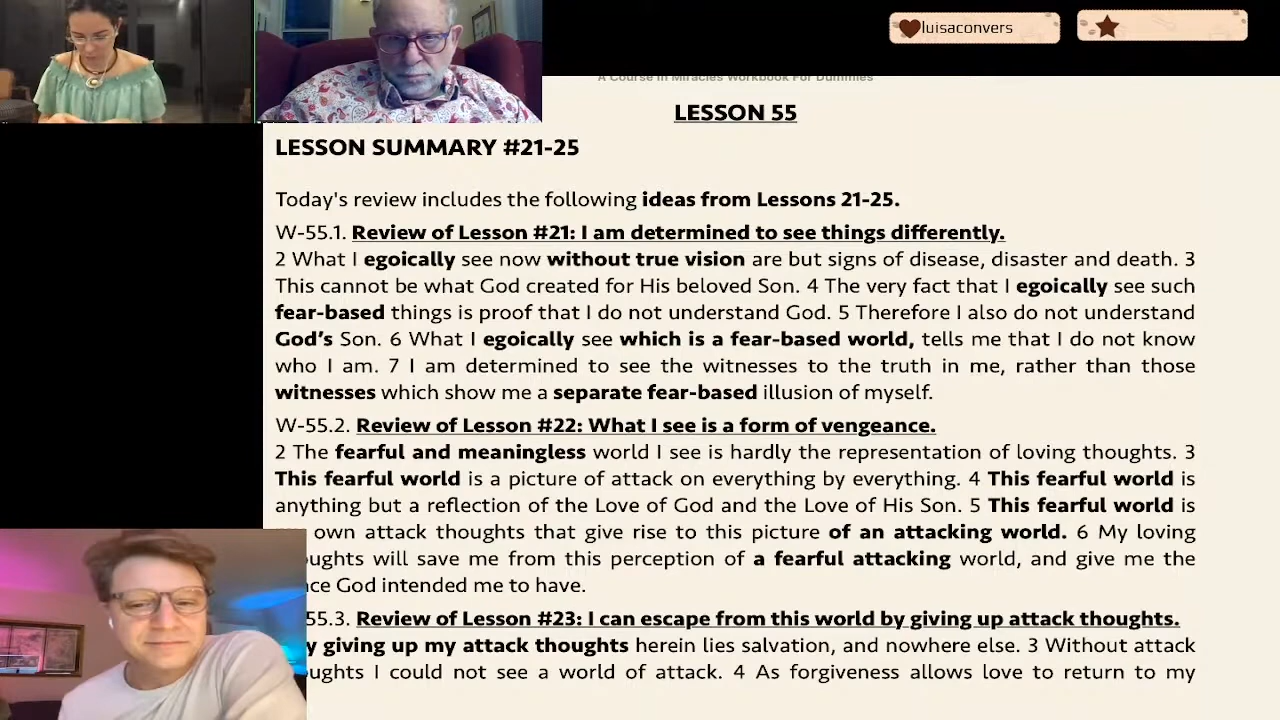 luisaconvers
A Course in Miracles Workbook For Dummies
LESSON 55
LESSON SUMMARY #21-25
Today's review includes the following ideas from Lessons 21-25.
W-55.1. Review of Lesson #21: I am determined to see things differently.
2 What I egoically see now without true vision are but signs of disease, disaster and death. 3
This cannot be what God created for His beloved Son. 4 The very fact that I egoically see such
fear-based things is proof that I do not understand God. 5 Therefore I also do not understand
God's Son. 6 What I egoically see which is a fear-based world, tells me that I do not know
who I am. 7 I am determined to see the witnesses to the truth in me, rather than those
witnesses which show me a separate fear-based illusion of myself.
W-55.2. Review of Lesson #22: What I see is a form of vengeance.
2 The fearful and meaningless world I see is hardly the representation of loving thoughts. 3
This fearful world is a picture of attack on everything by everything. 4 This fearful world is
anything but a reflection of the Love of God and the Love of His Son. 5 This fearful world is
own attack thoughts that give rise to this picture of an attacking world. 6 My loving
oughts will save me from this perception of a fearful attacking world, and give me the
ce God intended me to have.
55.3. Review of Lesson #23: I can escape from this world by giving up attack thoughts.
y giving up my attack thoughts herein lies salvation, and nowhere else. 3 Without attack
ughts I could not see a world of attack. 4 As forgiveness allows love to return to my